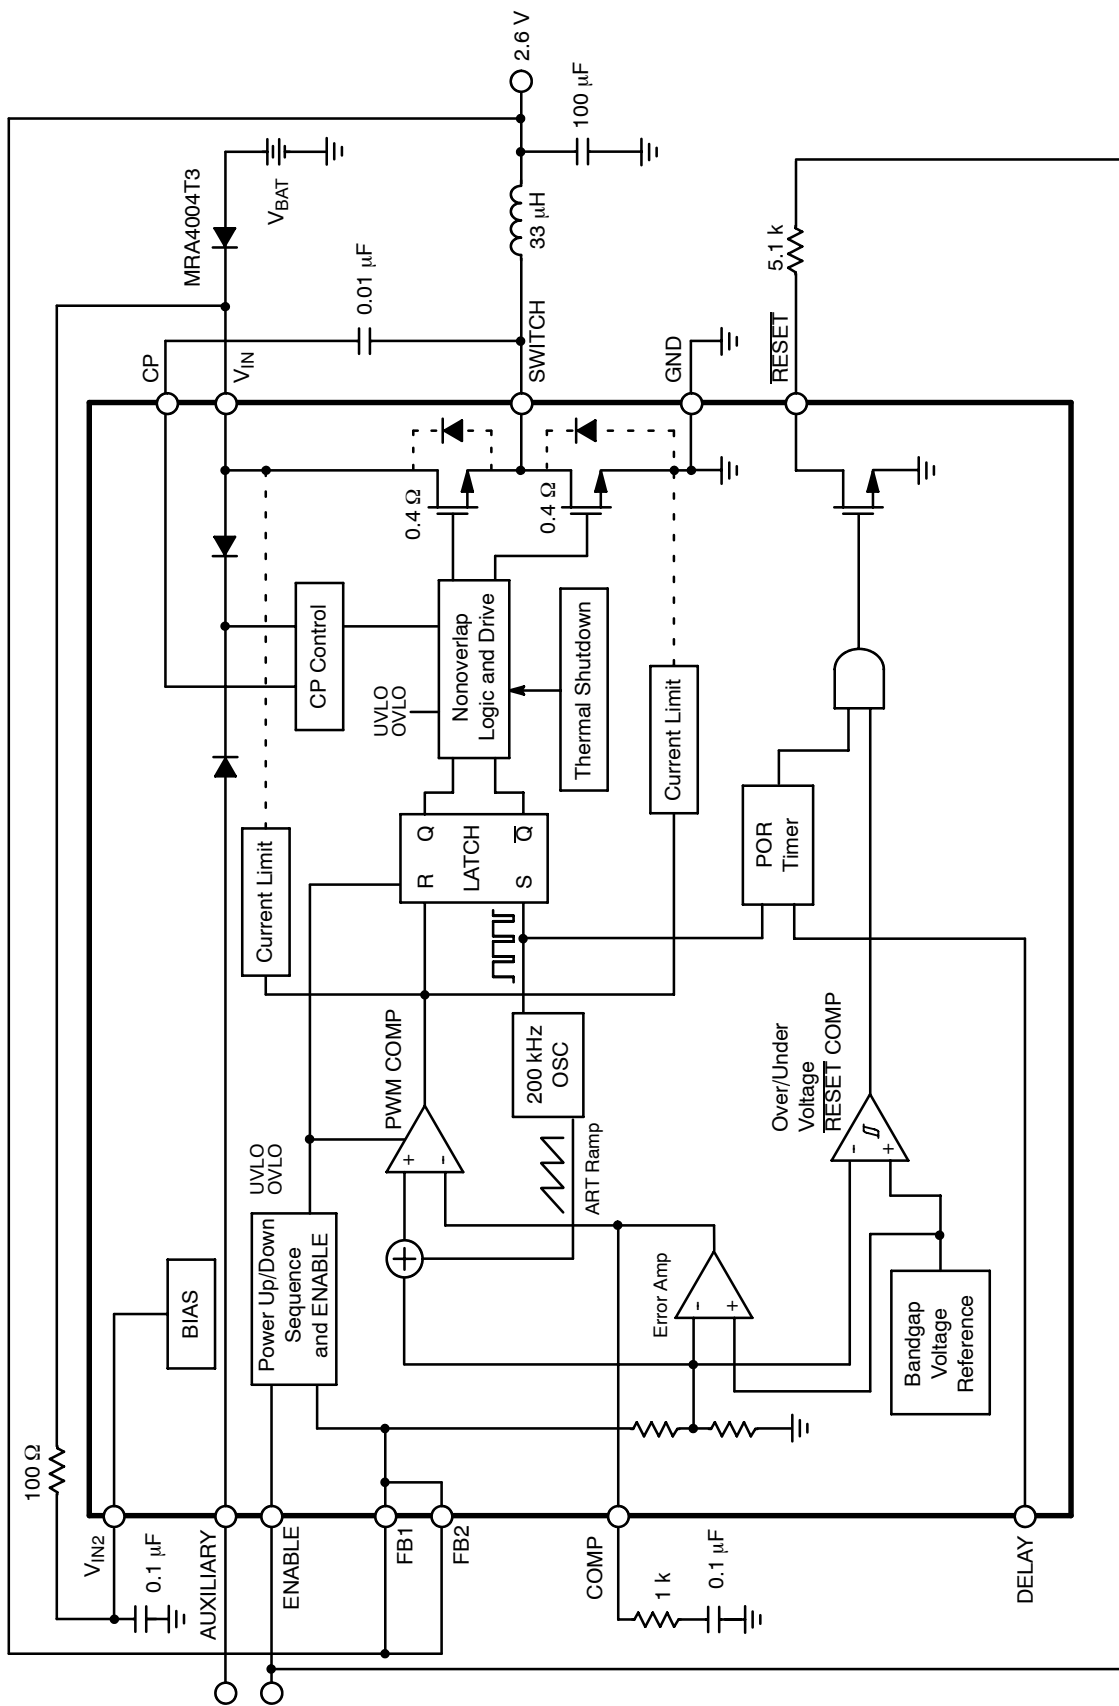 100 Ω
V_IN2
0.1 µF
AUXILIARY
ENABLE
FB1
FB2
COMP
1 k
0.1 µF
DELAY
BIAS
Power Up/Down
Sequence
and ENABLE
UVLO
OVLO
Error Amp
-
+
Bandgap
Voltage
Reference
ART Ramp
PWM COMP
+
-
200 kHz
OSC
Over/Under
Voltage
R̅E̅S̅E̅T̅ COMP
-
+
Current Limit
R
Q
LATCH
S
Q̅
POR
Timer
CP Control
UVLO
OVLO
Nonoverlap
Logic and Drive
Thermal Shutdown
Current Limit
0.4 Ω
0.4 Ω
CP
V_IN
SWITCH
GND
R̅E̅S̅E̅T̅
MRA4004T3
0.01 µF
V_BAT
33 µH
100 µF
2.6 V
5.1 k